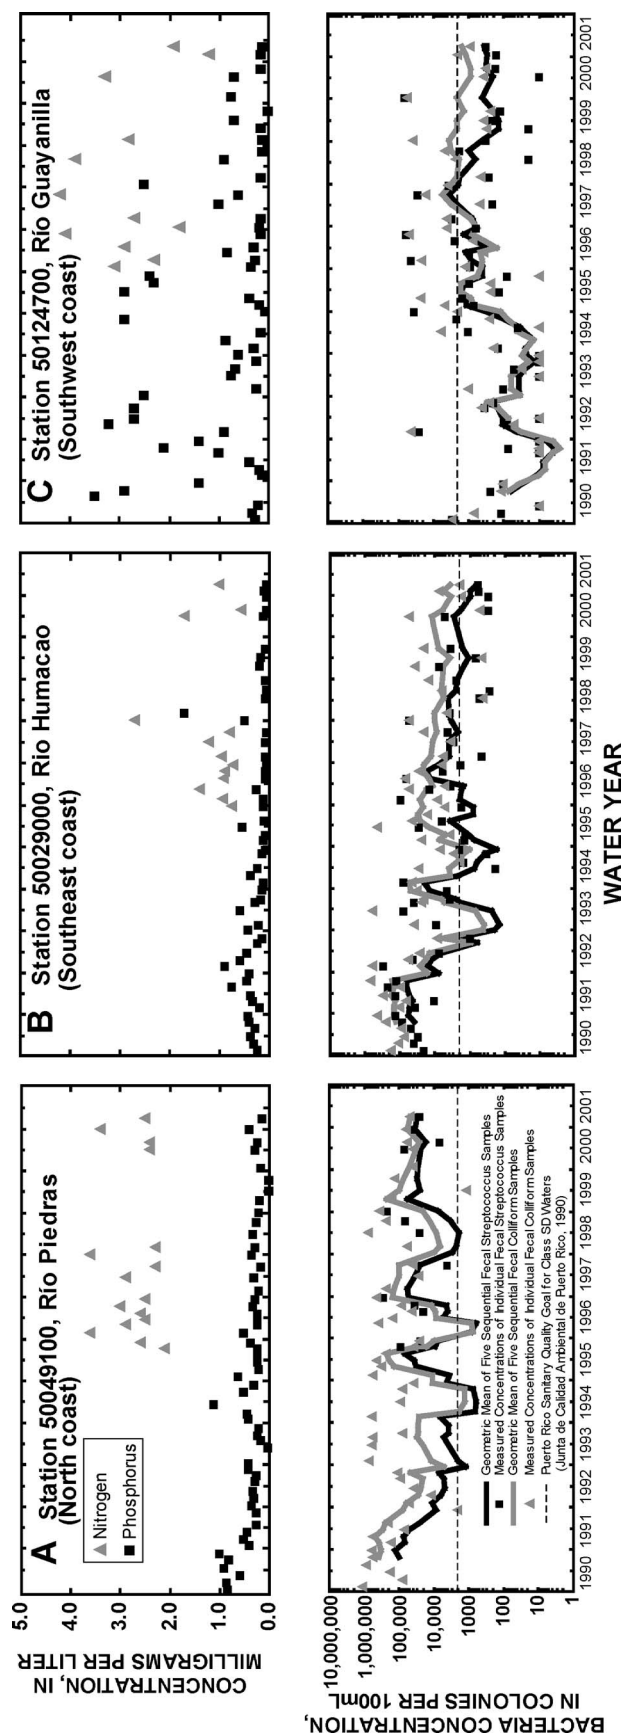 A Station 50049100, Río Piedras
(North coast)
Nitrogen
Phosphorus
B Station 50029000, Río Humacao
(Southeast coast)
C Station 50124700, Río Guayanilla
(Southwest coast)
CONCENTRATION, IN
MILLIGRAMS PER LITER
5.0
4.0
3.0
2.0
1.0
0.0
BACTERIA CONCENTRATION,
IN COLONIES PER 100mL
10,000,000
1,000,000
100,000
10,000
1000
100
10
1
Geometric Mean of Five Sequential Fecal Streptococcus Samples
Measured Concentrations of Individual Fecal Streptococcus Samples
Geometric Mean of Five Sequential Fecal Colliform Samples
Measured Concentrations of Individual Fecal Colliform Samples
Puerto Rico Sanitary Quality Goal for Class SD Waters
(Junta de Calidad Ambiental de Puerto Rico, 1990)
1990 1991 1992 1993 1994 1995 1996 1997 1998 1999 2000 2001
1990 1991 1992 1993 1994 1995 1996 1997 1998 1999 2000 2001
1990 1991 1992 1993 1994 1995 1996 1997 1998 1999 2000 2001
WATER YEAR